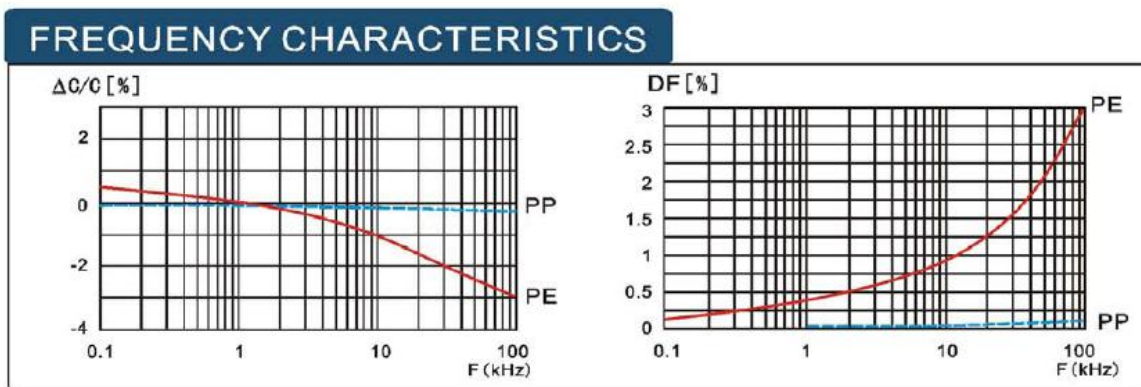 FREQUENCY CHARACTERISTICS
ΔC/C [%]
2
0
-2
-4
PP
PE
0.1 1 10 100
F (kHz)
DF [%]
3
2.5
2
1.5
1
0.5
0
PE
PP
0.1 1 10 100
F (kHz)